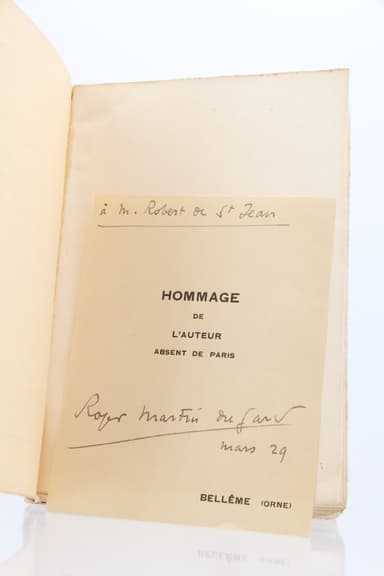 à M. Robert de St Jean
HOMMAGE
DE
L'AUTEUR
ABSENT DE PARIS
Roger Martin du Gard
mars 29
BELLÊME (ORNE)